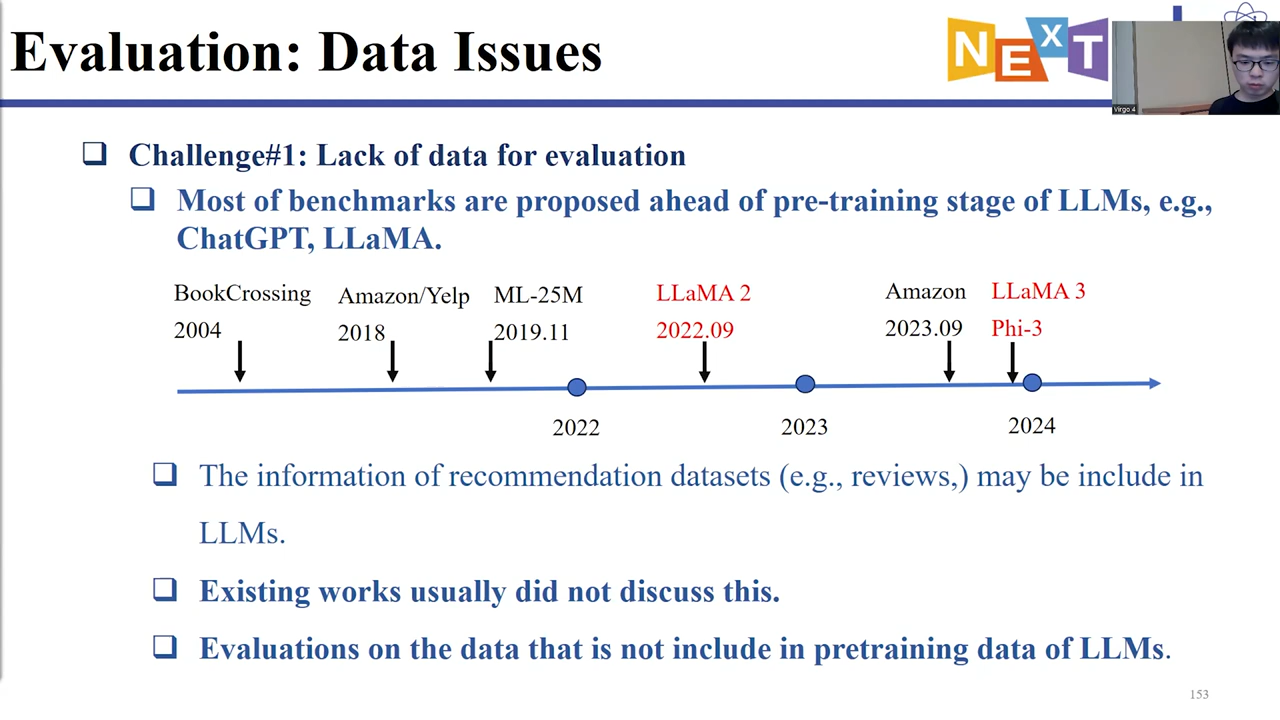 Evaluation: Data Issues
NExT
Virgo 4
Challenge#1: Lack of data for evaluation
Most of benchmarks are proposed ahead of pre-training stage of LLMs, e.g.,
ChatGPT, LLaMA.
BookCrossing
2004
Amazon/Yelp
2018
ML-25M
2019.11
LLaMA 2
2022.09
Amazon
2023.09
LLaMA 3
Phi-3
2022
2023
2024
The information of recommendation datasets (e.g., reviews,) may be include in
LLMs.
Existing works usually did not discuss this.
Evaluations on the data that is not include in pretraining data of LLMs.
153